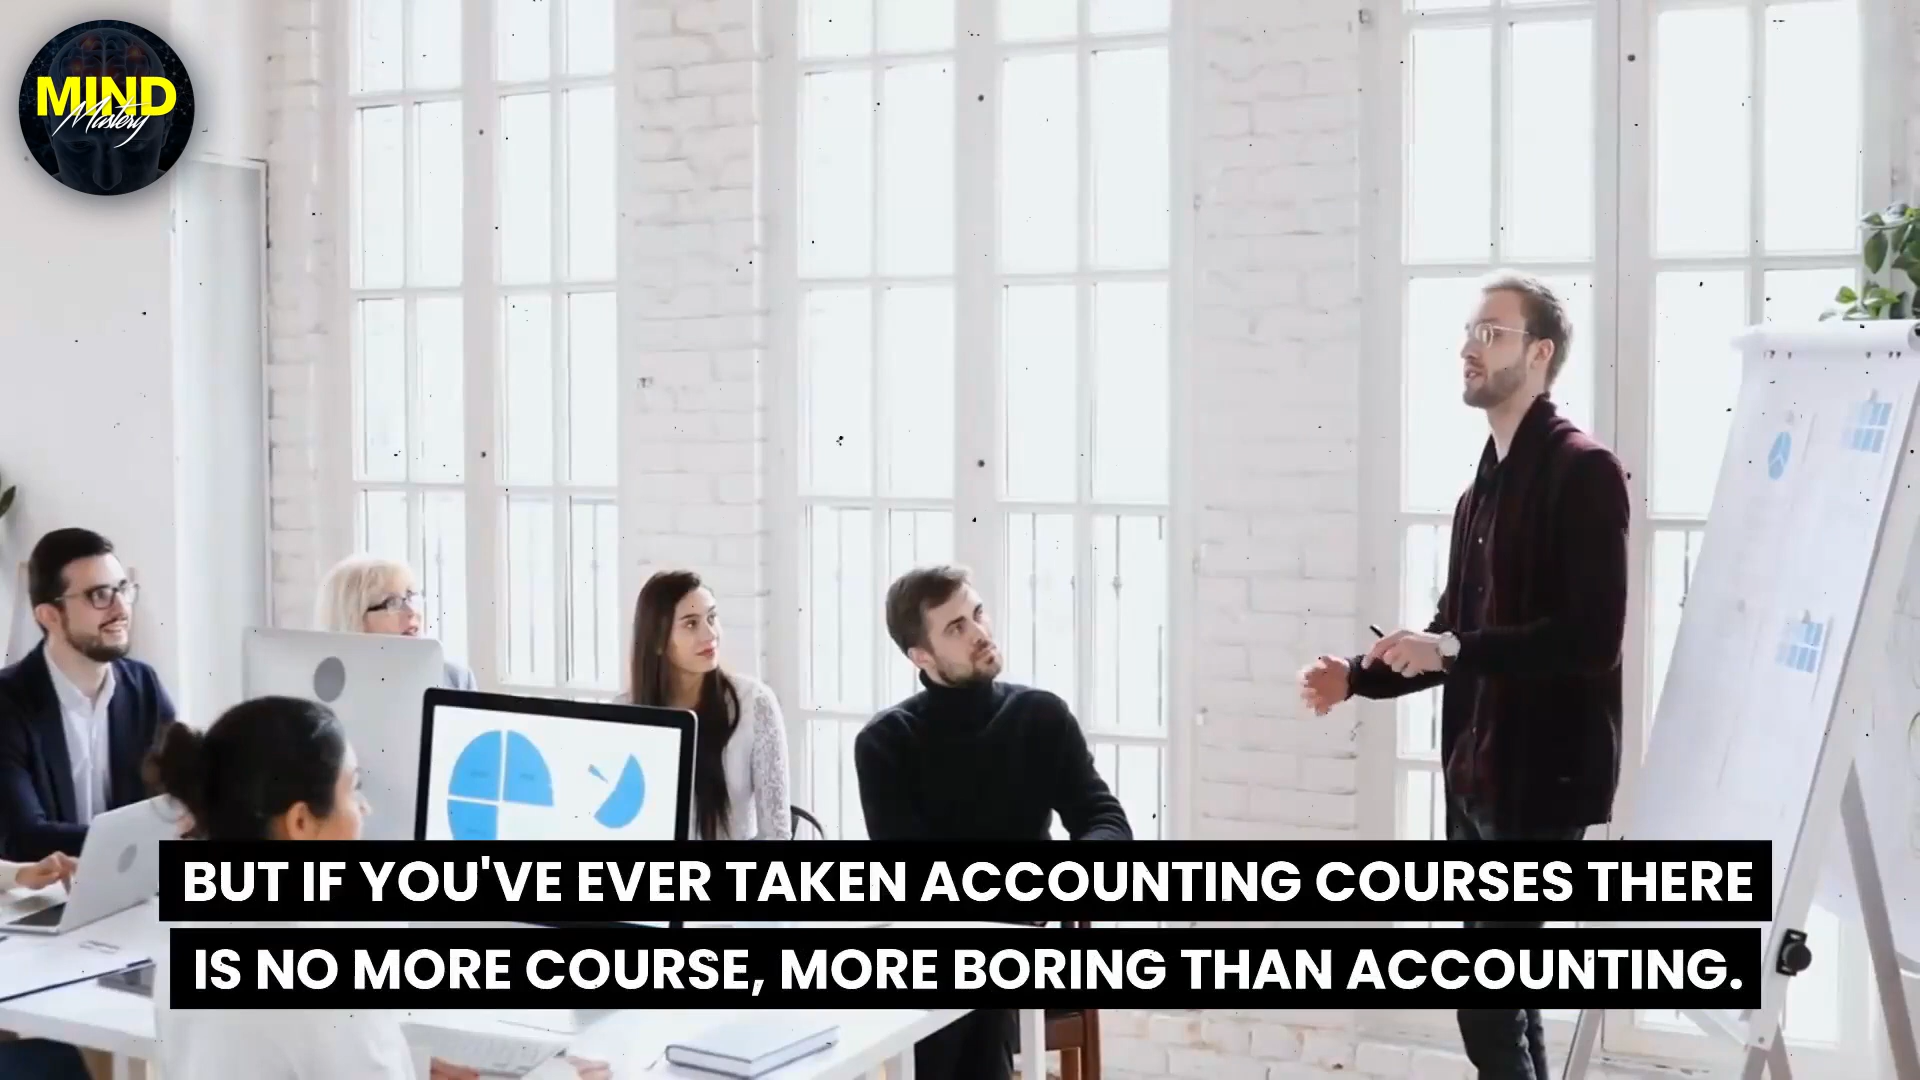 MIND
Mastery
BUT IF YOU'VE EVER TAKEN ACCOUNTING COURSES THERE
IS NO MORE COURSE, MORE BORING THAN ACCOUNTING.